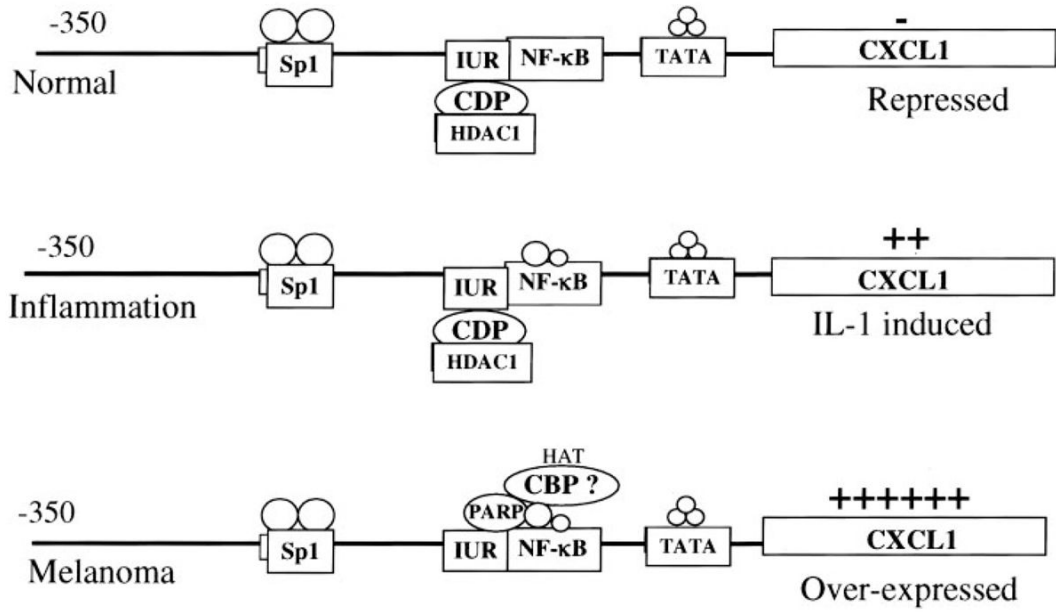 -350
-
Sp1
IUR
NF-κB
TATA
CXCL1
Normal
CDP
HDAC1
Repressed
-350
++
Sp1
IUR
NF-κB
TATA
CXCL1
Inflammation
CDP
HDAC1
IL-1 induced
HAT
CBP ?
-350
PARP
++++++
Sp1
IUR
NF-κB
TATA
CXCL1
Melanoma
Over-expressed